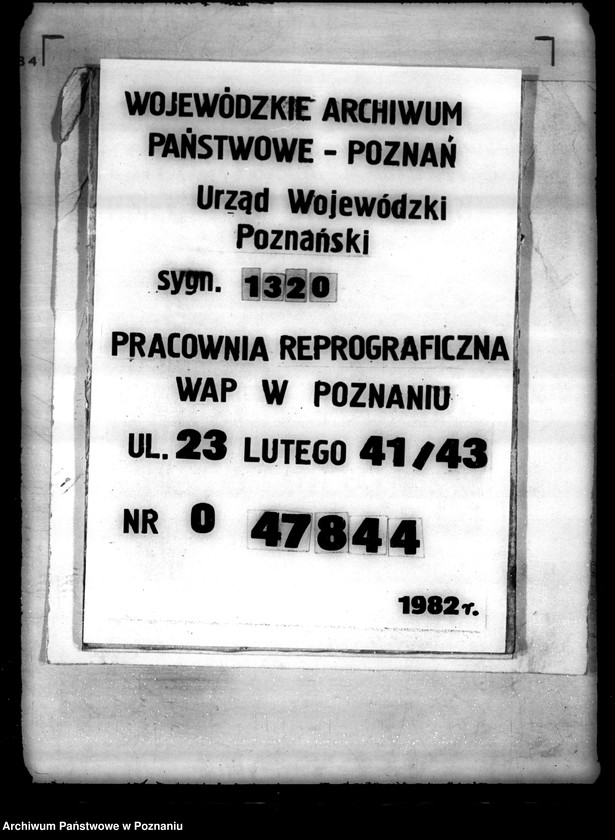 34
WOJEWÓDZKIE ARCHIWUM
PAŃSTWOWE - POZNAŃ
Urząd Wojewódzki
Poznański
sygn. 1320
PRACOWNIA REPROGRAFICZNA
WAP W POZNANIU
UL. 23 LUTEGO 41/43
NR 0 47844
1982 r.
Archiwum Państwowe w Poznaniu